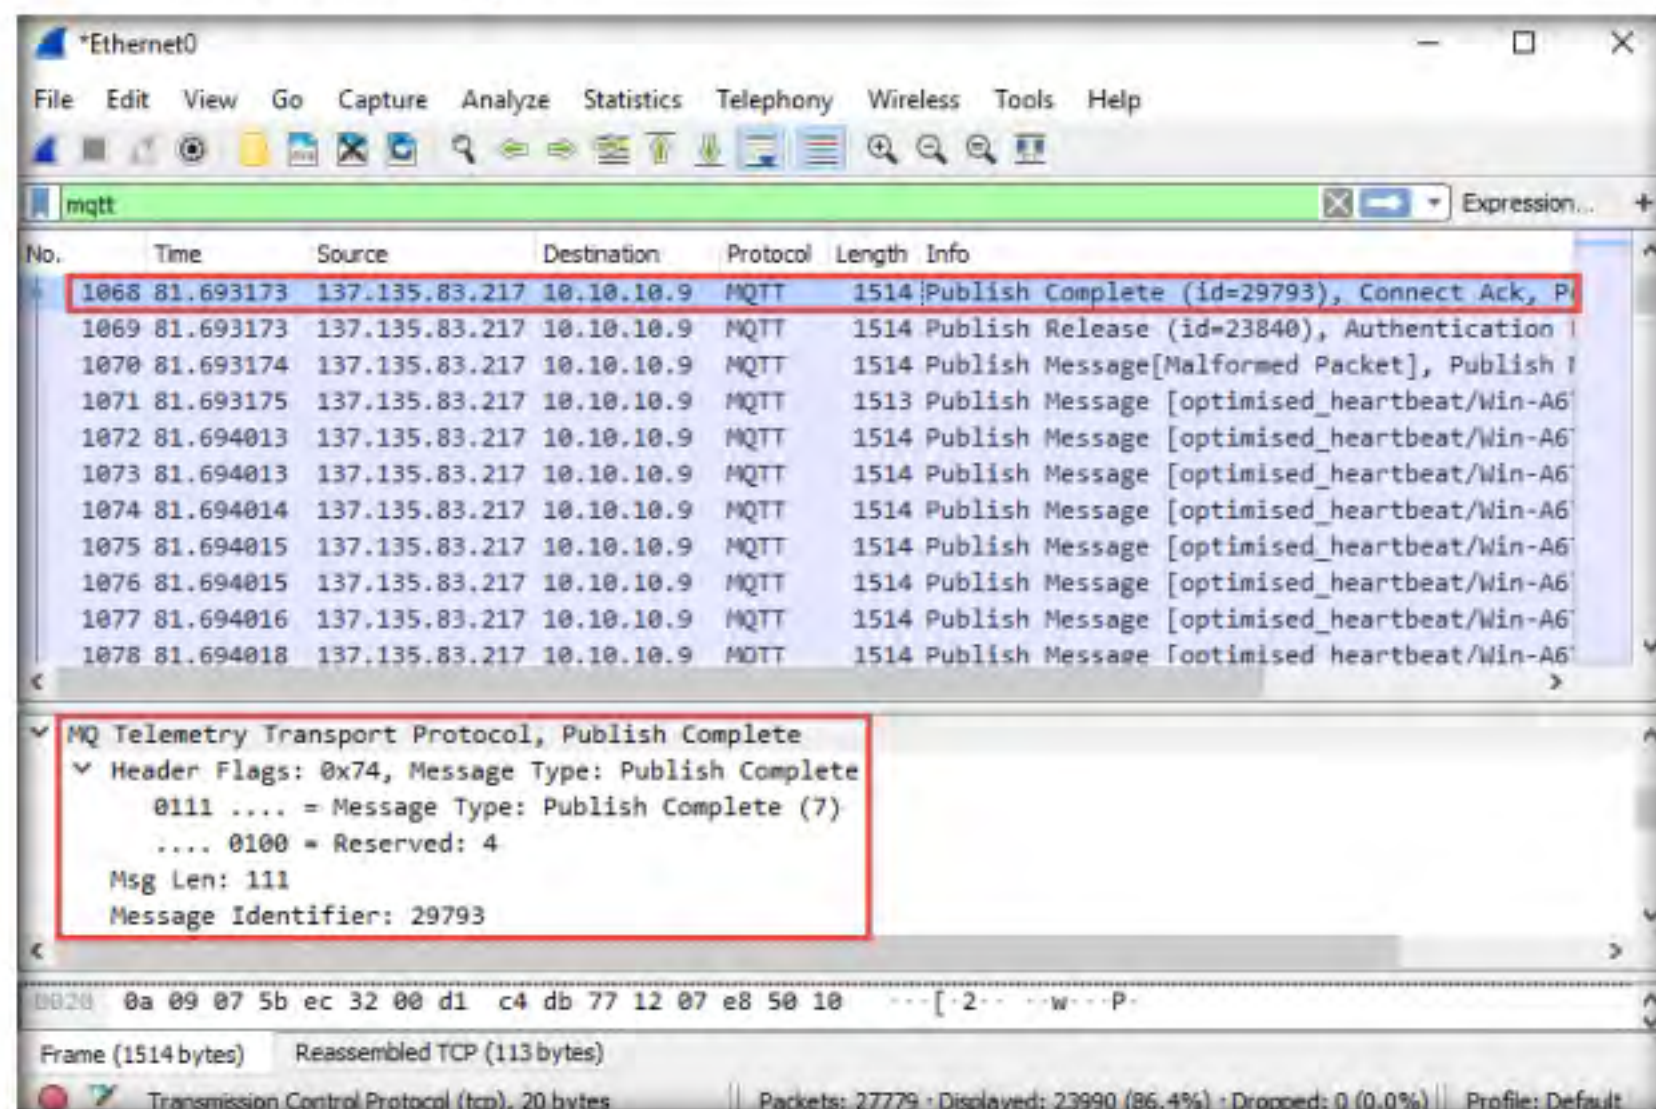 *Ethernet0
File Edit View Go Capture Analyze Statistics Telephony Wireless Tools Help
mqtt Expression... +
No. Time Source Destination Protocol Length Info
1068 81.693173 137.135.83.217 10.10.10.9 MQTT 1514 Publish Complete (id=29793), Connect Ack,
1069 81.693173 137.135.83.217 10.10.10.9 MQTT 1514 Publish Release (id=23840), Authentication
1070 81.693174 137.135.83.217 10.10.10.9 MQTT 1514 Publish Message[Malformed Packet], Publish
1071 81.693175 137.135.83.217 10.10.10.9 MQTT 1513 Publish Message [optimised_heartbeat/Win-A6
1072 81.694013 137.135.83.217 10.10.10.9 MQTT 1514 Publish Message [optimised_heartbeat/Win-A6
1073 81.694013 137.135.83.217 10.10.10.9 MQTT 1514 Publish Message [optimised_heartbeat/Win-A6
1074 81.694014 137.135.83.217 10.10.10.9 MQTT 1514 Publish Message [optimised_heartbeat/Win-A6
1075 81.694015 137.135.83.217 10.10.10.9 MQTT 1514 Publish Message [optimised_heartbeat/Win-A6
1076 81.694015 137.135.83.217 10.10.10.9 MQTT 1514 Publish Message [optimised_heartbeat/Win-A6
1077 81.694016 137.135.83.217 10.10.10.9 MQTT 1514 Publish Message [optimised_heartbeat/Win-A6
1078 81.694018 137.135.83.217 10.10.10.9 MQTT 1514 Publish Message [optimised_heartbeat/Win-A6
MQ Telemetry Transport Protocol, Publish Complete
Header Flags: 0x74, Message Type: Publish Complete
0111 .... = Message Type: Publish Complete (7)
.... 0100 = Reserved: 4
Msg Len: 111
Message Identifier: 29793
0020 0a 09 07 5b ec 32 00 d1 c4 db 77 12 07 e8 50 10 ···[·2·· ··w···P·
Frame (1514 bytes) Reassembled TCP (113 bytes)
Transmission Control Protocol (tcp), 20 bytes Packets: 27779 · Displayed: 23990 (86.4%) · Dropped: 0 (0.0%) Profile: Default